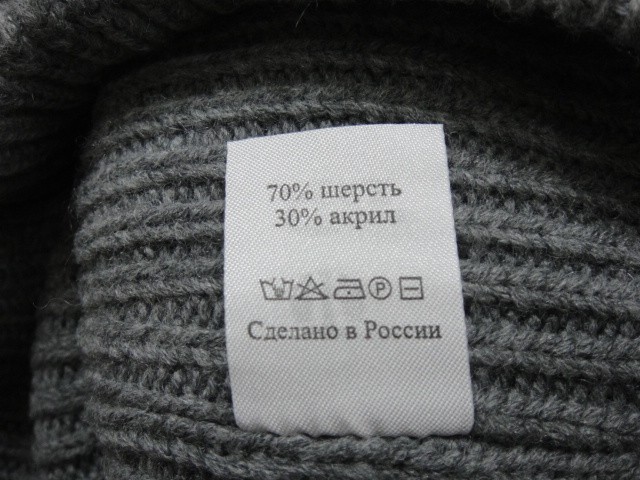 70% шерсть
30% акрил
P
Сделано в России